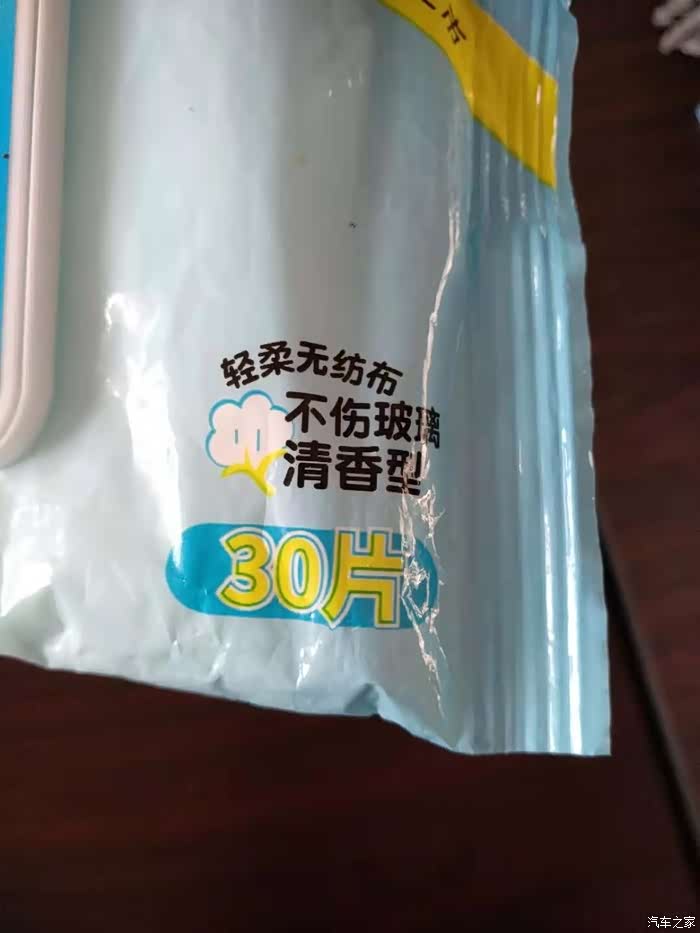 市
轻柔无纺布
不伤玻璃
清香型
30片
汽车之家